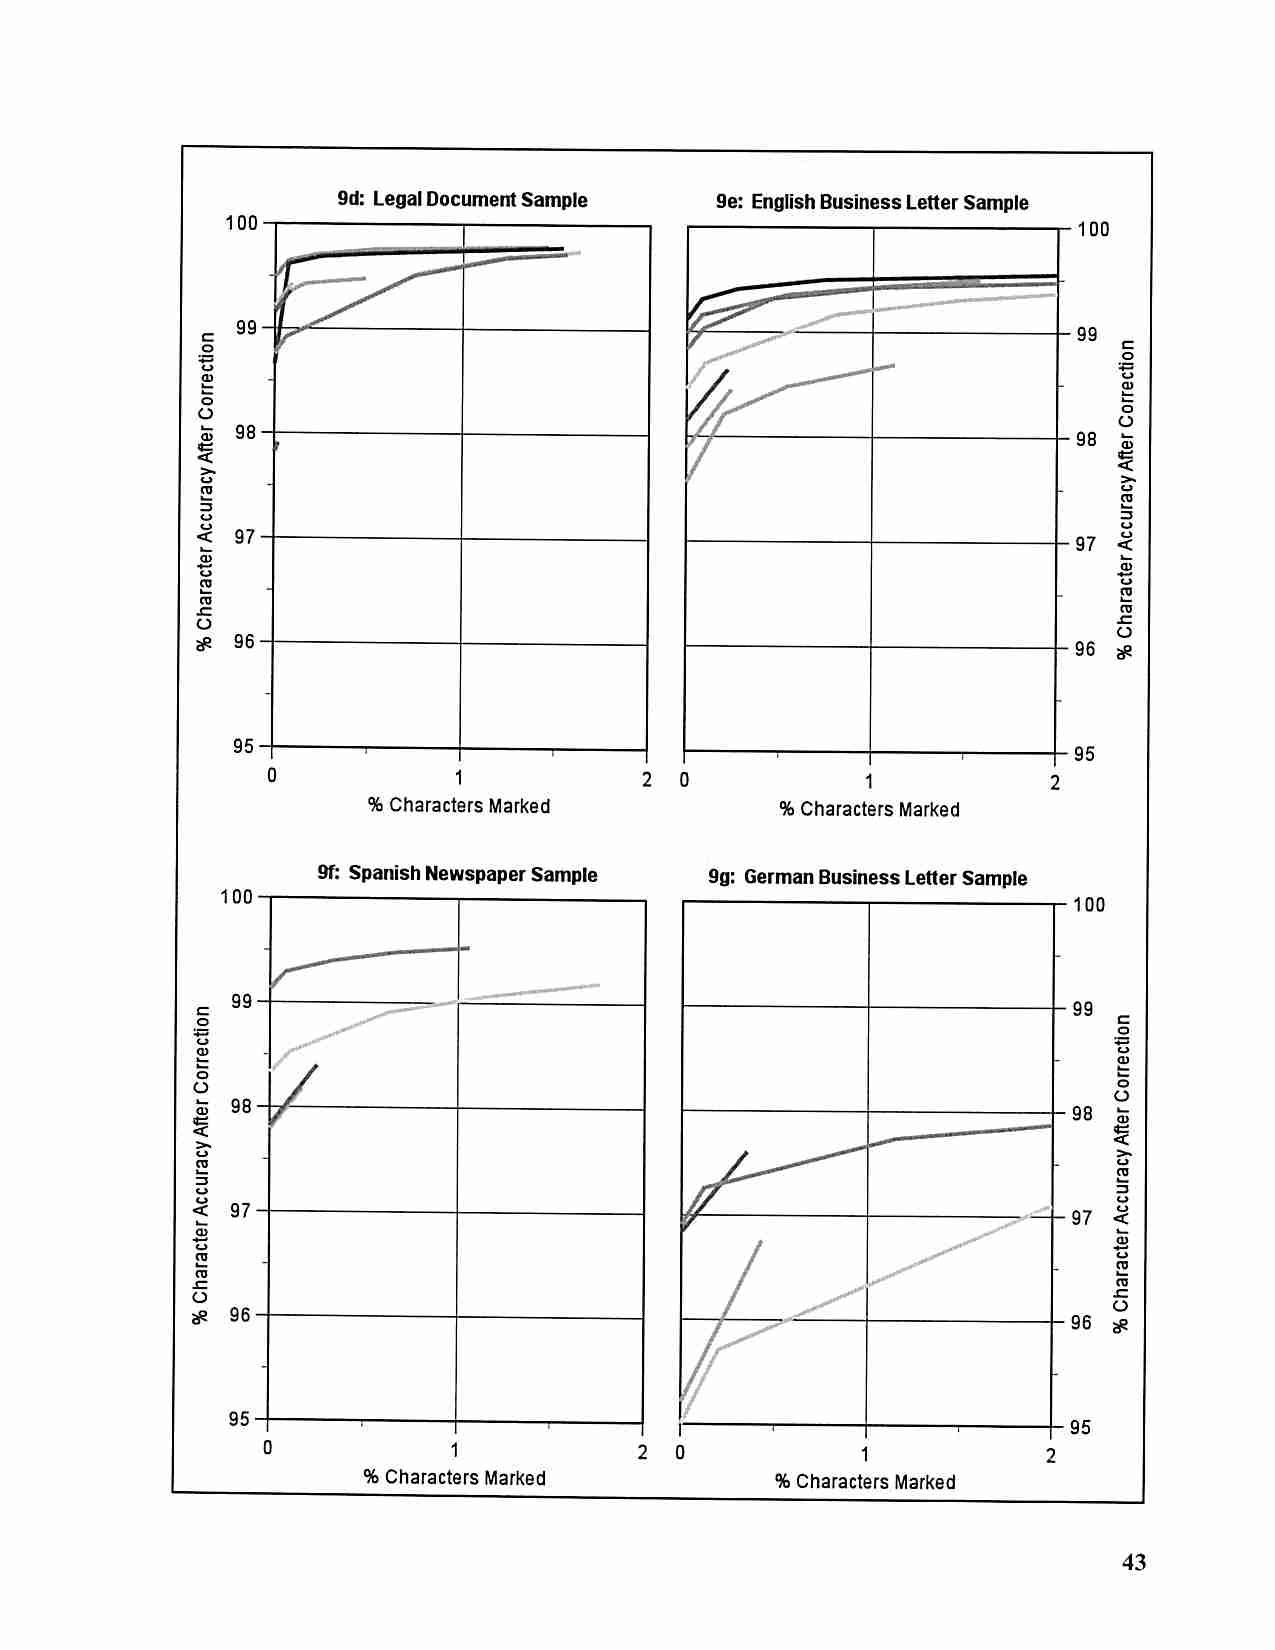 9d: Legal Document Sample
100
99
98
97
96
95
0 1 2
% Characters Marked
% Character Accuracy After Correction
9e: English Business Letter Sample
100
99
98
97
96
95
0 1 2
% Characters Marked
% Character Accuracy After Correction
9f: Spanish Newspaper Sample
100
99
98
97
96
95
0 1 2
% Characters Marked
% Character Accuracy After Correction
9g: German Business Letter Sample
100
99
98
97
96
95
0 1 2
% Characters Marked
% Character Accuracy After Correction
43